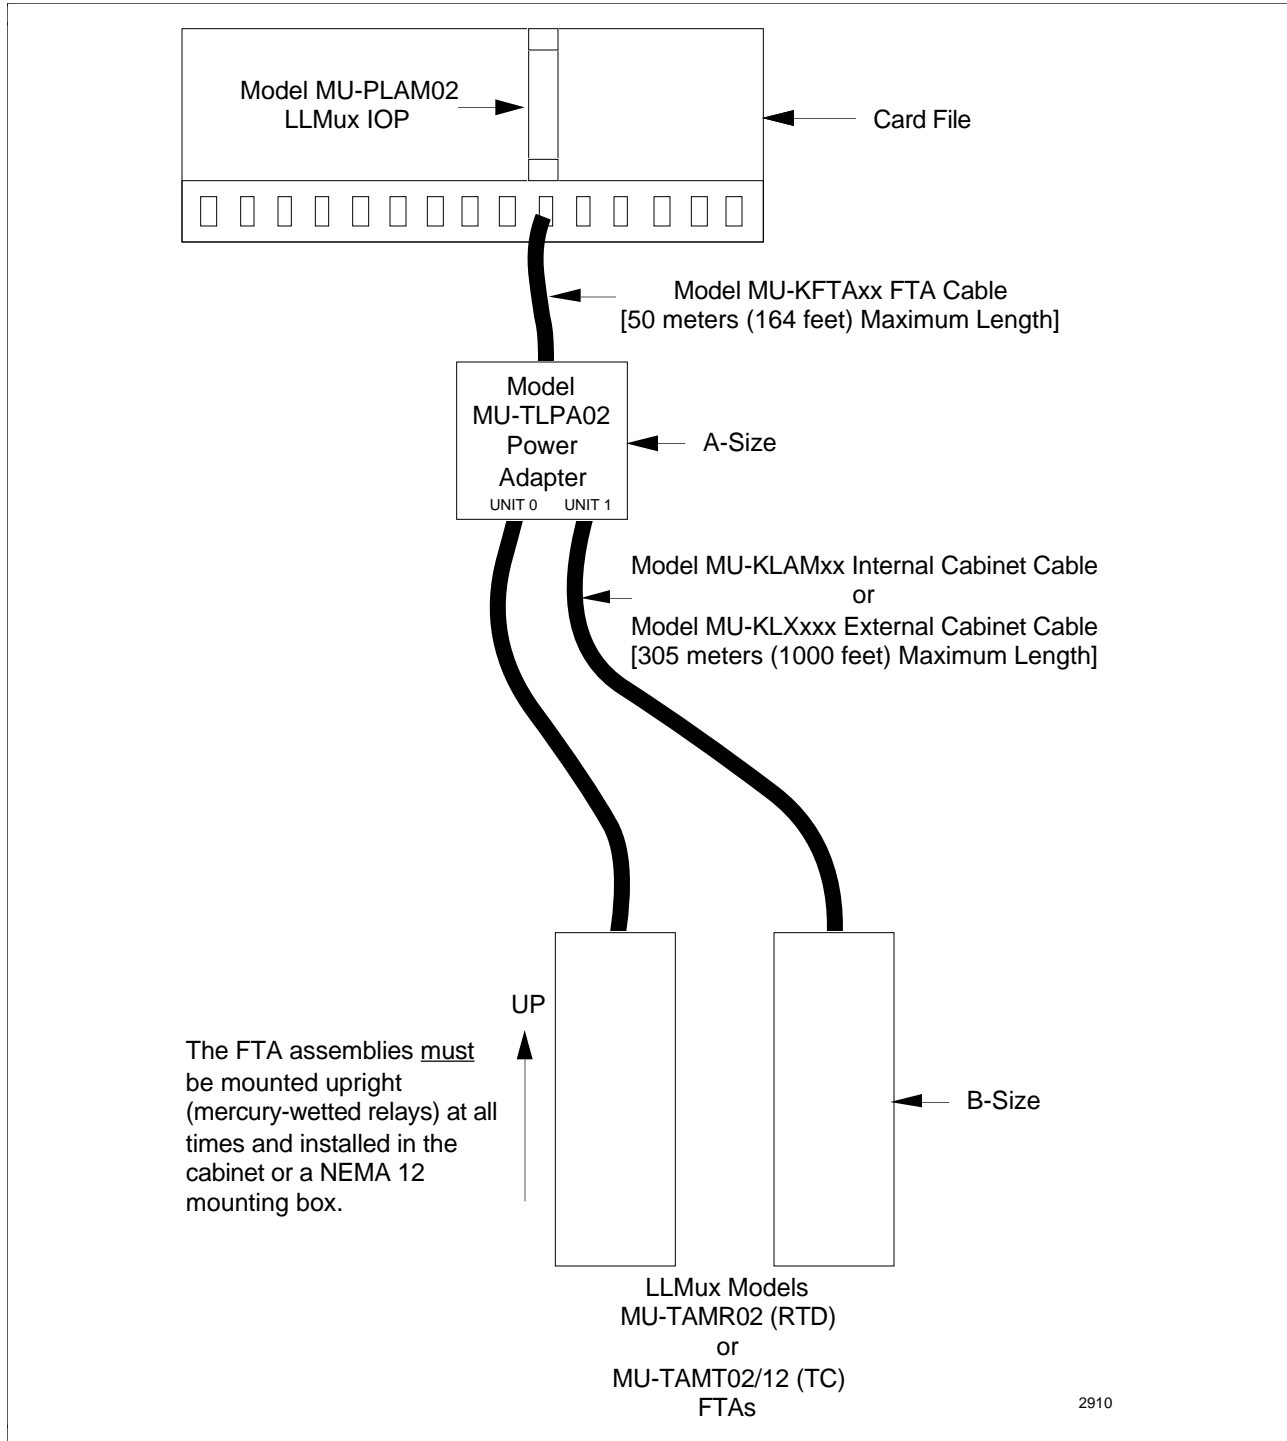 Model MU-PLAM02
LLMux IOP
Card File
Model MU-KFTAxx FTA Cable
[50 meters (164 feet) Maximum Length]
Model
MU-TLPA02
Power
Adapter
UNIT 0
UNIT 1
A-Size
Model MU-KLAMxx Internal Cabinet Cable
or
Model MU-KLXxxx External Cabinet Cable
[305 meters (1000 feet) Maximum Length]
UP
The FTA assemblies must
be mounted upright
(mercury-wetted relays) at all
times and installed in the
cabinet or a NEMA 12
mounting box.
B-Size
LLMux Models
MU-TAMR02 (RTD)
or
MU-TAMT02/12 (TC)
FTAs
2910